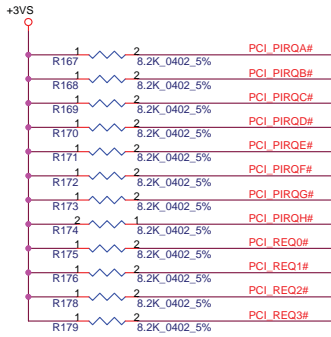 +3VS
1 2 PCI_PIRQA#
R167 8.2K_0402_5%
1 2 PCI_PIRQB#
R168 8.2K_0402_5%
1 2 PCI_PIRQC#
R169 8.2K_0402_5%
1 2 PCI_PIRQD#
R170 8.2K_0402_5%
1 2 PCI_PIRQE#
R171 8.2K_0402_5%
1 2 PCI_PIRQF#
R172 8.2K_0402_5%
1 2 PCI_PIRQG#
R173 8.2K_0402_5%
2 1 PCI_PIRQH#
R174 8.2K_0402_5%
1 2 PCI_REQ0#
R175 8.2K_0402_5%
1 2 PCI_REQ1#
R176 8.2K_0402_5%
1 2 PCI_REQ2#
R178 8.2K_0402_5%
1 2 PCI_REQ3#
R179 8.2K_0402_5%